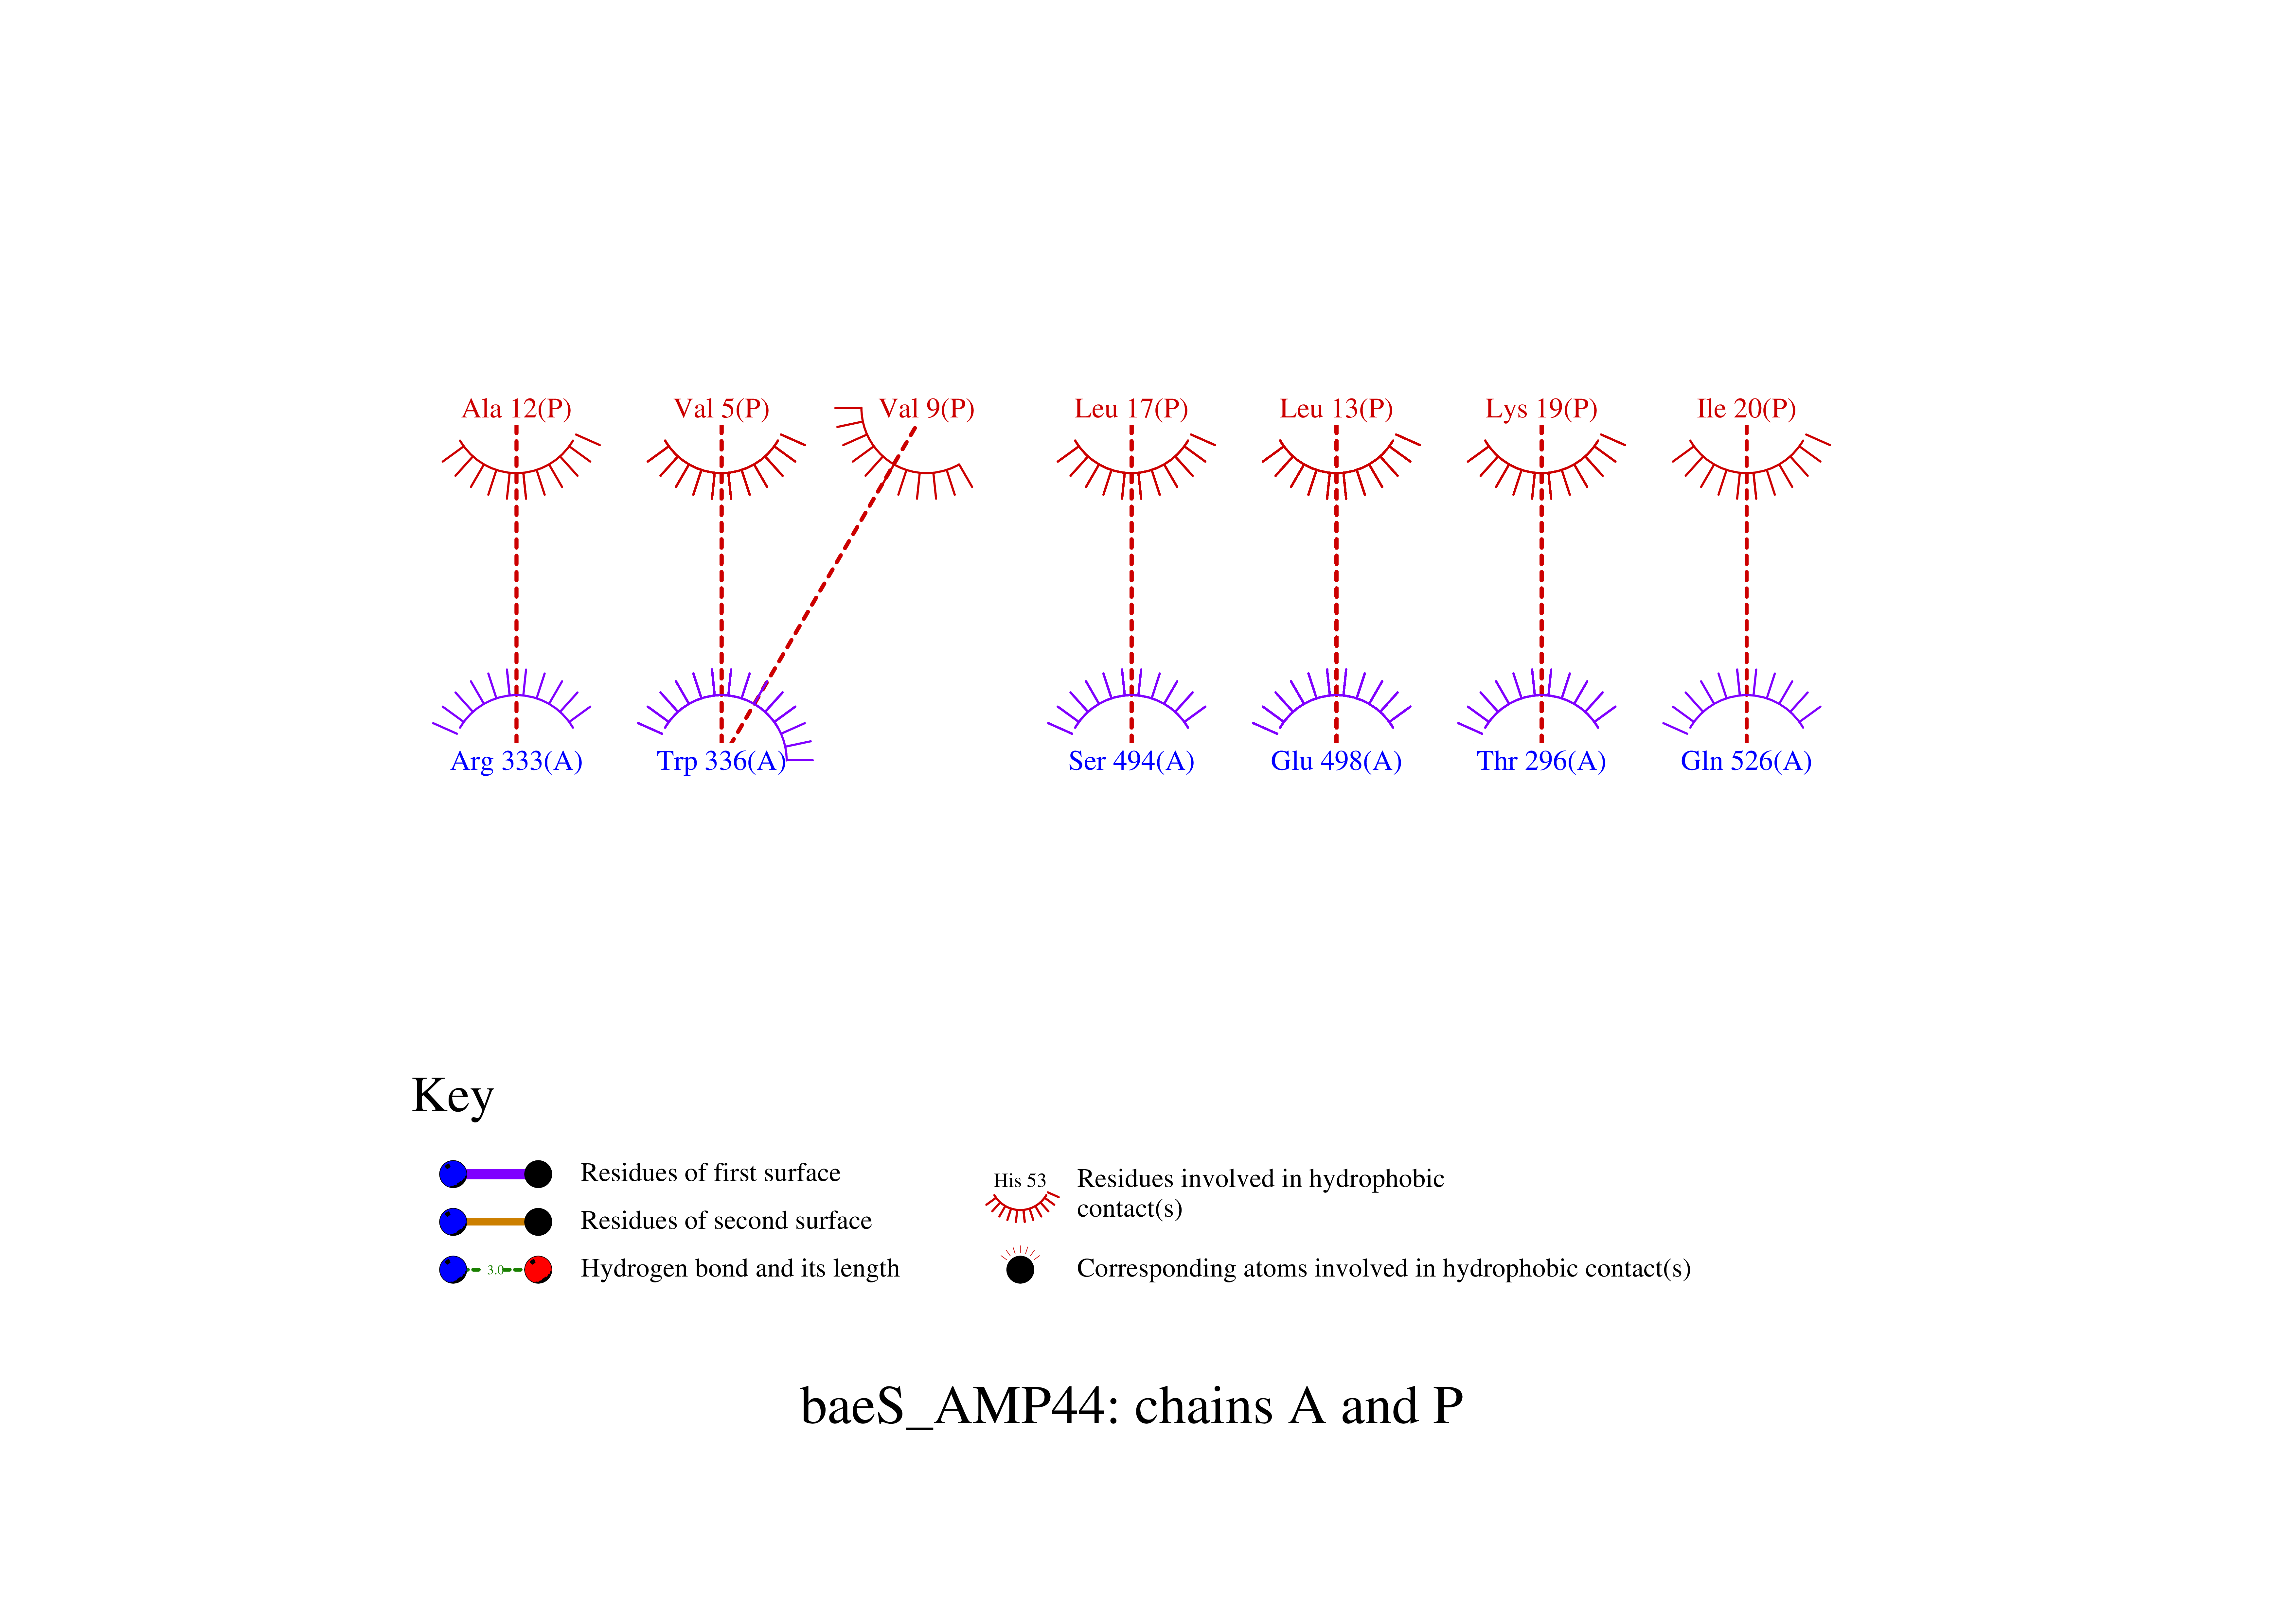 Ala 12(P) Val 5(P) Val 9(P) Leu 17(P) Leu 13(P) Lys 19(P) Ile 20(P)
Arg 333(A) Trp 336(A) Ser 494(A) Glu 498(A) Thr 296(A) Gln 526(A)
Key
Residues of first surface
Residues of second surface
3.0 Hydrogen bond and its length
His 53 Residues involved in hydrophobic
contact(s)
Corresponding atoms involved in hydrophobic contact(s)
baeS_AMP44: chains A and P